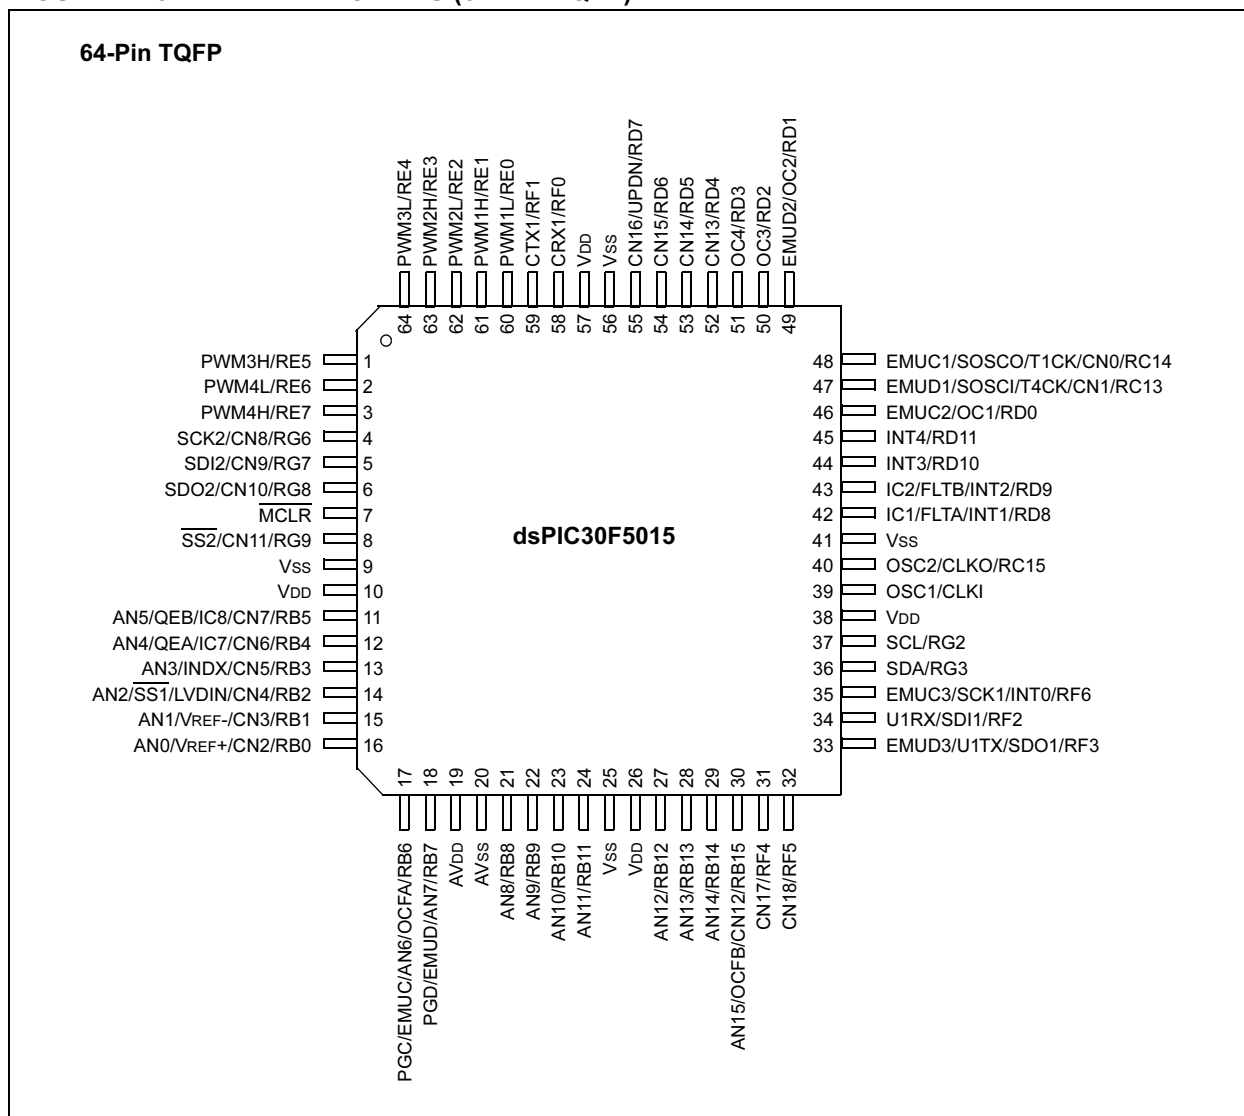 64-Pin TQFP
PWM3L/RE4
PWM2H/RE3
PWM2L/RE2
PWM1H/RE1
PWM1L/RE0
CTX1/RF1
CRX1/RF0
VDD
VSS
CN16/UPDN/RD7
CN15/RD6
CN14/RD5
CN13/RD4
OC4/RD3
OC3/RD2
EMUD2/OC2/RD1
64 63 62 61 60 59 58 57 56 55 54 53 52 51 50 49
PWM3H/RE5 1
PWM4L/RE6 2
PWM4H/RE7 3
SCK2/CN8/RG6 4
SDI2/CN9/RG7 5
SDO2/CN10/RG8 6
MCLR 7
SS2/CN11/RG9 8
VSS 9
VDD 10
AN5/QEB/IC8/CN7/RB5 11
AN4/QEA/IC7/CN6/RB4 12
AN3/INDX/CN5/RB3 13
AN2/SS1/LVDIN/CN4/RB2 14
AN1/VREF-/CN3/RB1 15
AN0/VREF+/CN2/RB0 16
dsPIC30F5015
48 EMUC1/SOSCO/T1CK/CN0/RC14
47 EMUD1/SOSCI/T4CK/CN1/RC13
46 EMUC2/OC1/RD0
45 INT4/RD11
44 INT3/RD10
43 IC2/FLTB/INT2/RD9
42 IC1/FLTA/INT1/RD8
41 VSS
40 OSC2/CLKO/RC15
39 OSC1/CLKI
38 VDD
37 SCL/RG2
36 SDA/RG3
35 EMUC3/SCK1/INT0/RF6
34 U1RX/SDI1/RF2
33 EMUD3/U1TX/SDO1/RF3
17 18 19 20 21 22 23 24 25 26 27 28 29 30 31 32
PGC/EMUC/AN6/OCFA/RB6
PGD/EMUD/AN7/RB7
AVDD
AVSS
AN8/RB8
AN9/RB9
AN10/RB10
AN11/RB11
VSS
VDD
AN12/RB12
AN13/RB13
AN14/RB14
AN15/OCFB/CN12/RB15
CN17/RF4
CN18/RF5